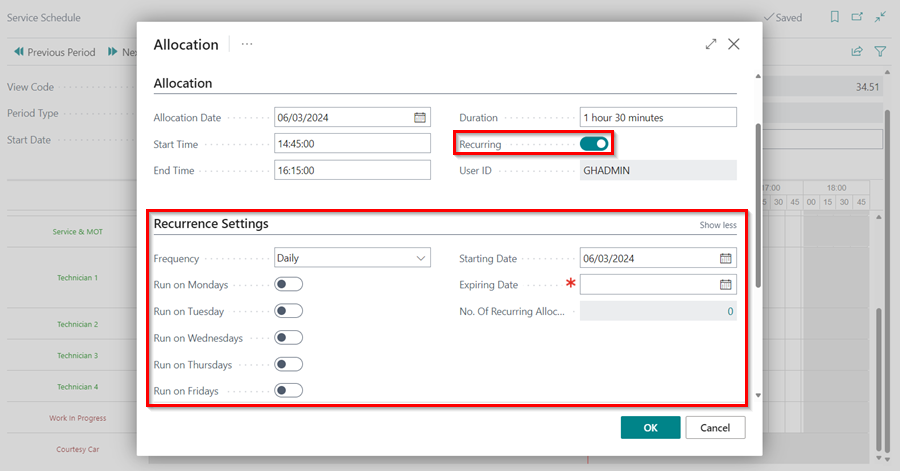 Service Schedule
Saved
Previous Period
Nex
View Code
34.51
Period Type
Start Date
17:00 18:00
45 00 15 30 45 00 15 30 45
Service & MOT
Technician 1
Technician 2
Technician 3
Technician 4
Work In Progress
Courtesy Car
Allocation
Allocation
Allocation Date 06/03/2024
Duration 1 hour 30 minutes
Start Time 14:45:00
Recurring
End Time 16:15:00
User ID GHADMIN
Recurrence Settings
Show less
Frequency Daily
Starting Date 06/03/2024
Run on Mondays
Expiring Date *
Run on Tuesday
No. Of Recurring Alloc... 0
Run on Wednesdays
Run on Thursdays
Run on Fridays
OK Cancel